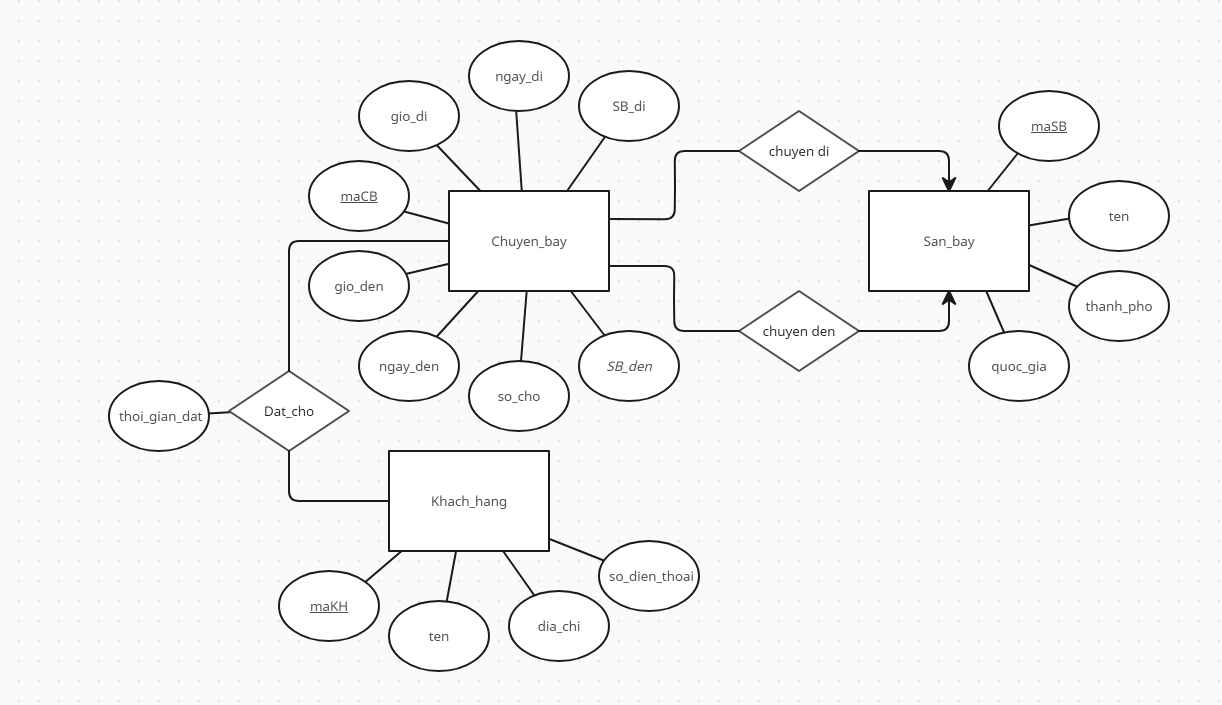 ngay_di
SB_di
gio_di
maSB
chuyen di
maCB
ten
Chuyen_bay
San_bay
gio_den
thanh_pho
chuyen den
ngay_den
SB_den
quoc_gia
so_cho
Dat_cho
thoi_gian_dat
Khach_hang
so_dien_thoai
maKH
dia_chi
ten